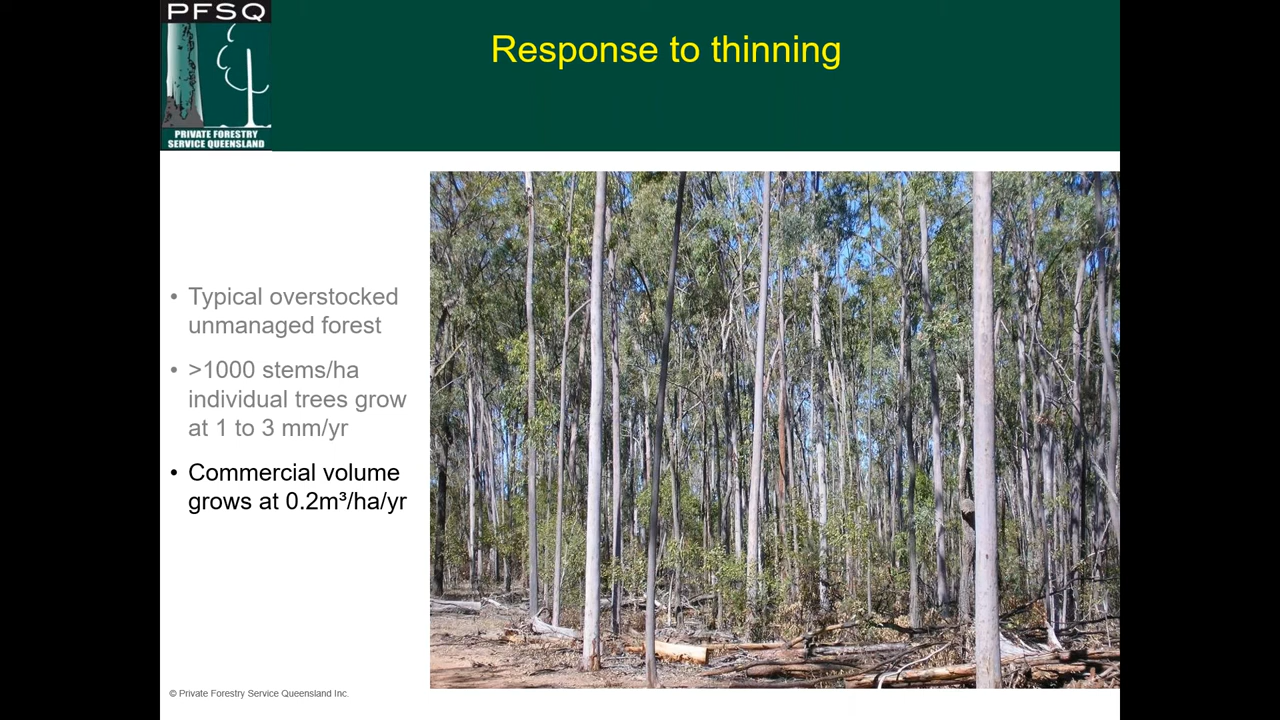 PFSQ
PRIVATE FORESTRY
SERVICE QUEENSLAND
Response to thinning
• Typical overstocked
unmanaged forest
• >1000 stems/ha
individual trees grow
at 1 to 3 mm/yr
• Commercial volume
grows at 0.2m³/ha/yr
© Private Forestry Service Queensland Inc.